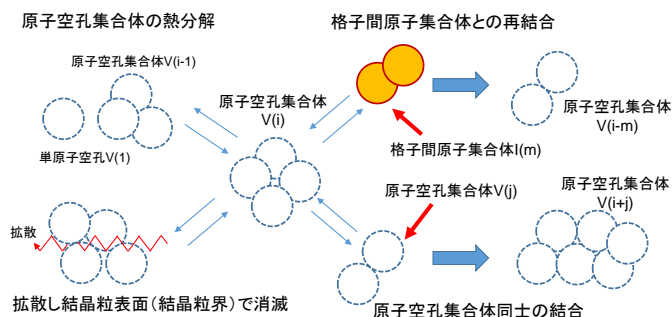 原子空孔集合体の熱分解
格子間原子集合体との再結合
原子空孔集合体V(i-1)
原子空孔集合体
V(i)
単原子空孔V(1)
原子空孔集合体
V(i-m)
格子間原子集合体I(m)
原子空孔集合体V(j)
原子空孔集合体
V(i+j)
拡散
拡散し結晶粒表面(結晶粒界)で消滅
原子空孔集合体同士の結合